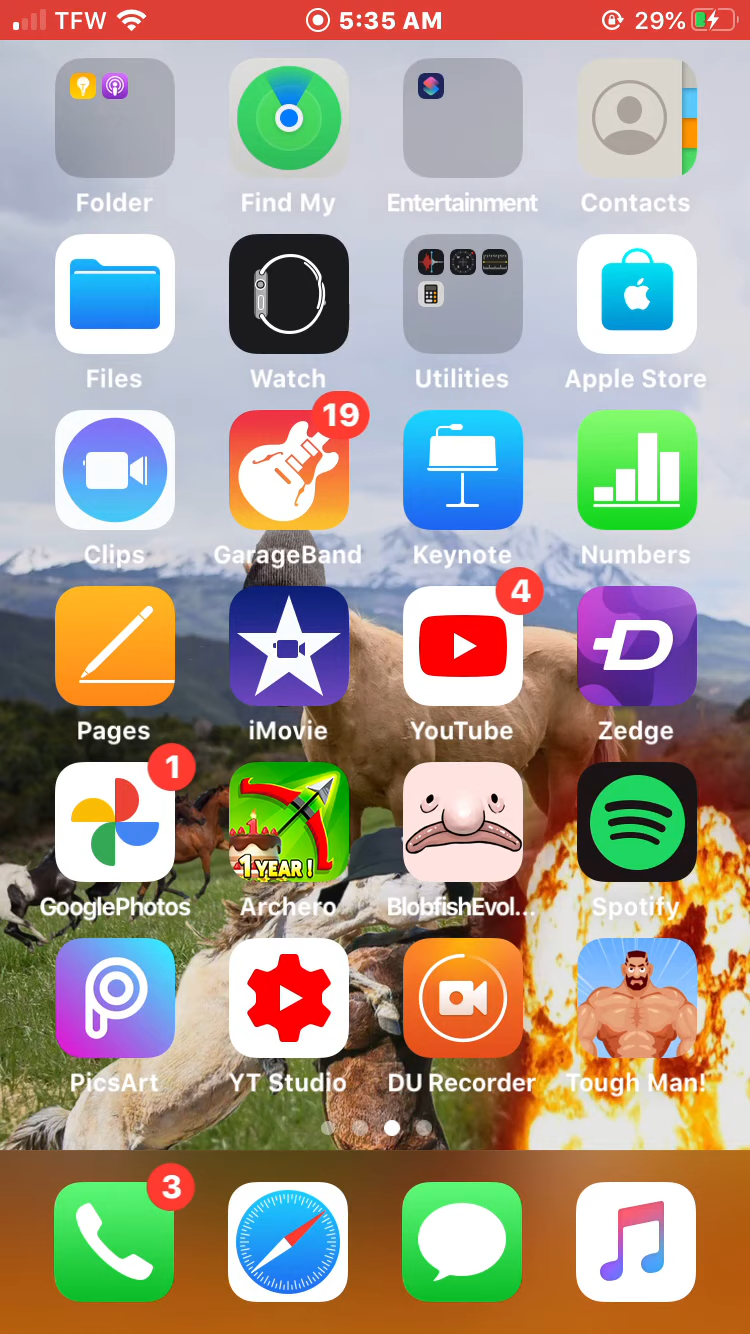 TFW 5:35 AM 29%
Folder Find My Entertainment Contacts
Files Watch Utilities Apple Store
19
Clips GarageBand Keynote Numbers
4
Pages iMovie YouTube Zedge
1
1 YEAR!
GooglePhotos Archero BlobfishEvol... Spotify
PicsArt YT Studio DU Recorder Tough Man!
3